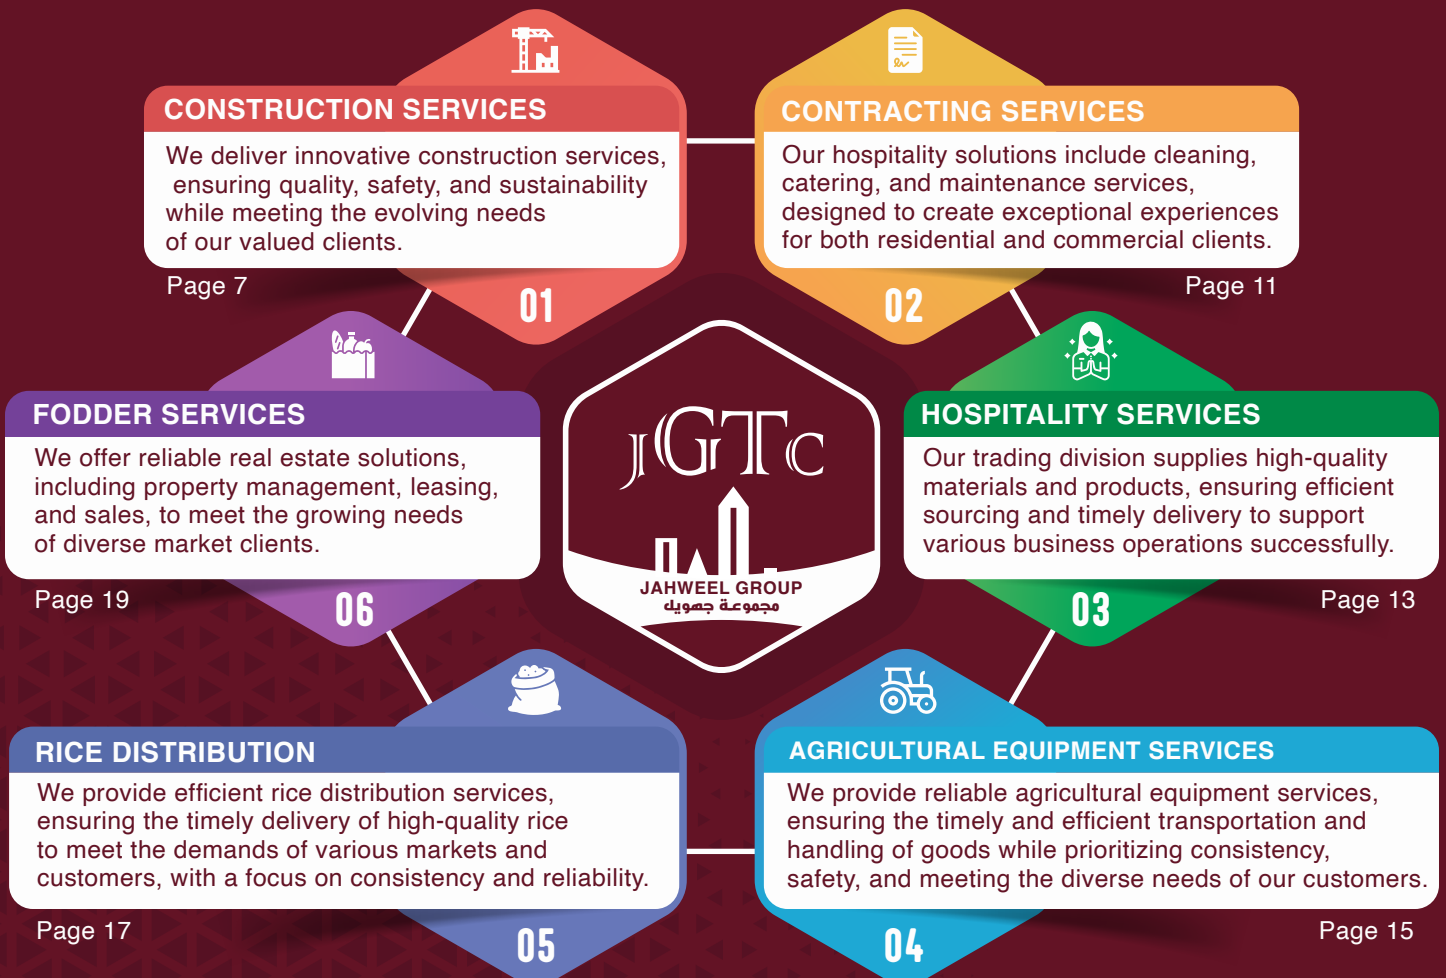 CONSTRUCTION SERVICES
We deliver innovative construction services,
ensuring quality, safety, and sustainability
while meeting the evolving needs
of our valued clients.
Page 7
01
CONTRACTING SERVICES
Our hospitality solutions include cleaning,
catering, and maintenance services,
designed to create exceptional experiences
for both residential and commercial clients.
Page 11
02
FODDER SERVICES
We offer reliable real estate solutions,
including property management, leasing,
and sales, to meet the growing needs
of diverse market clients.
Page 19
06
JGTC
JAHWEEL GROUP
مجموعة جهويل
HOSPITALITY SERVICES
Our trading division supplies high-quality
materials and products, ensuring efficient
sourcing and timely delivery to support
various business operations successfully.
Page 13
03
RICE DISTRIBUTION
We provide efficient rice distribution services,
ensuring the timely delivery of high-quality rice
to meet the demands of various markets and
customers, with a focus on consistency and reliability.
Page 17
05
AGRICULTURAL EQUIPMENT SERVICES
We provide reliable agricultural equipment services,
ensuring the timely and efficient transportation and
handling of goods while prioritizing consistency,
safety, and meeting the diverse needs of our customers.
Page 15
04